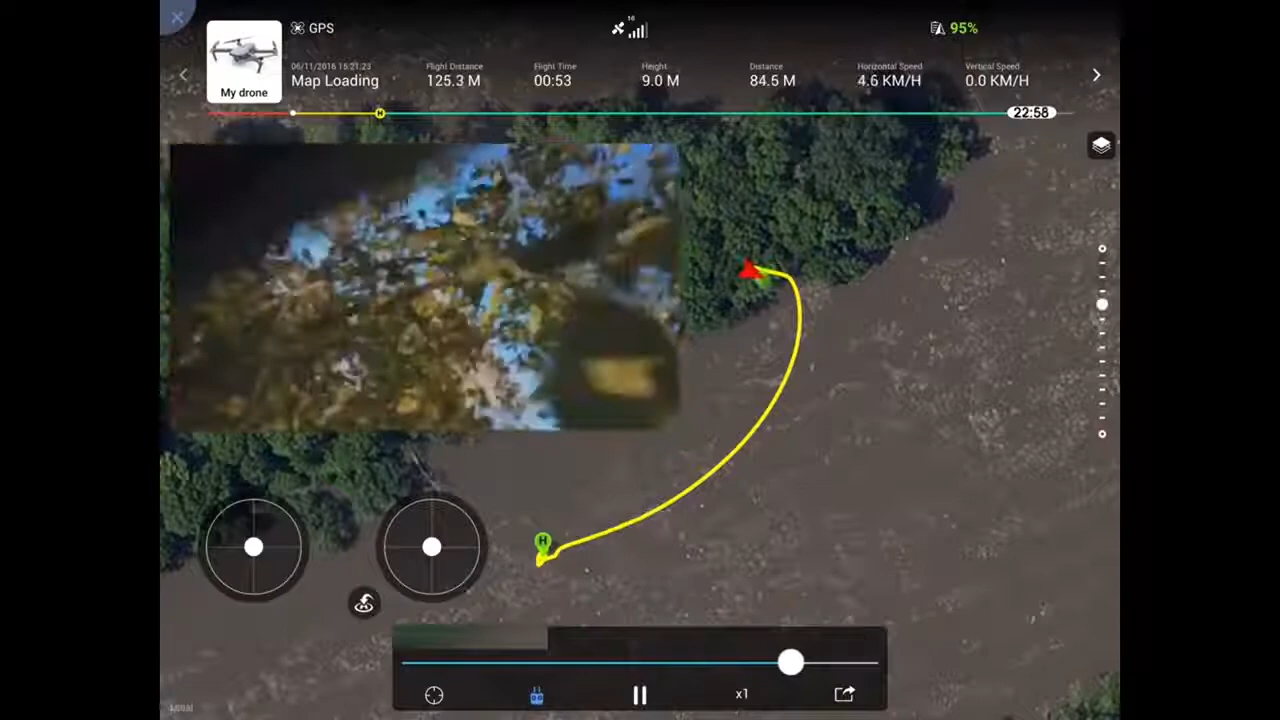 GPS
16
95%
06/11/2016 15:21:23
Map Loading
Flight Distance
125.3 M
Flight Time
00:53
Height
9.0 M
Distance
84.5 M
Horizontal Speed
4.6 KM/H
Vertical Speed
0.0 KM/H
My drone
H
22:58
H
x1